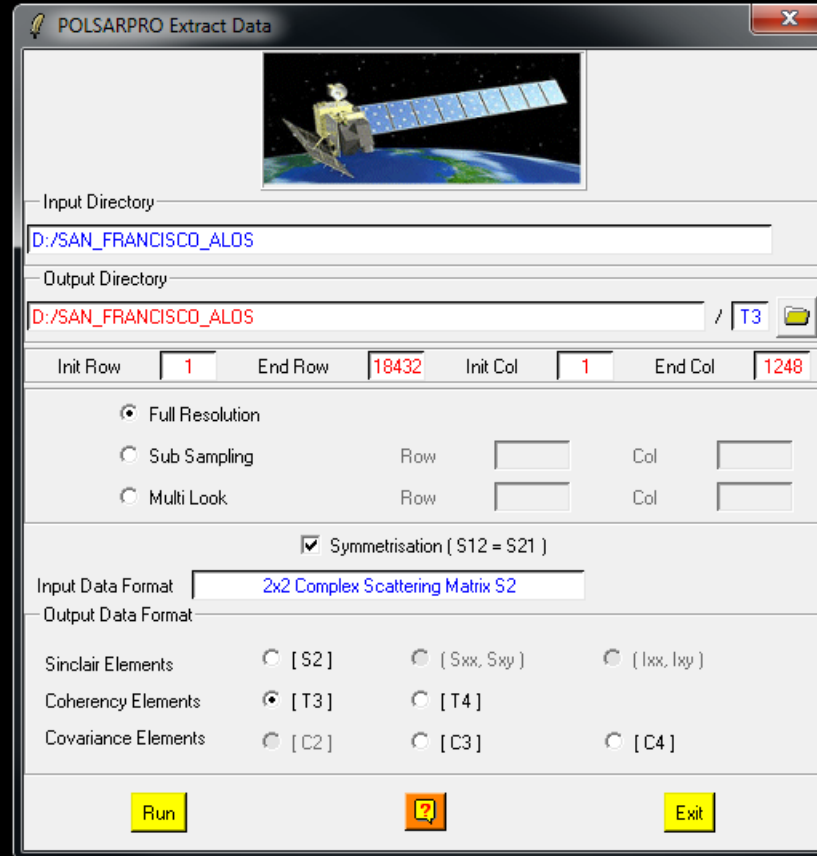 POLSARPRO Extract Data
x
Input Directory
D:/SAN_FRANCISCO_ALOS
Output Directory
D:/SAN_FRANCISCO_ALOS / T3
Init Row 1 End Row 18432 Init Col 1 End Col 1248
Full Resolution
Sub Sampling Row Col
Multi Look Row Col
Symmetrisation ( S12 = S21 )
Input Data Format 2x2 Complex Scattering Matrix S2
Output Data Format
Sinclair Elements [ S2 ] ( Sxx, Sxy ) ( Ixx, Ixy )
Coherency Elements [ T3 ] [ T4 ]
Covariance Elements [ C2 ] [ C3 ] [ C4 ]
Run ? Exit